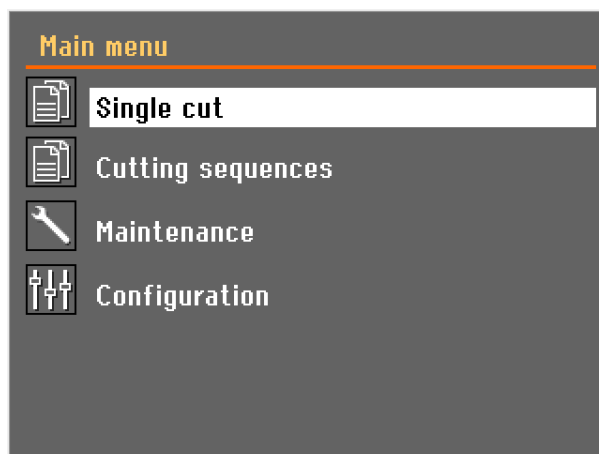 Main menu
Single cut
Cutting sequences
Maintenance
Configuration